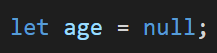 let age = null;